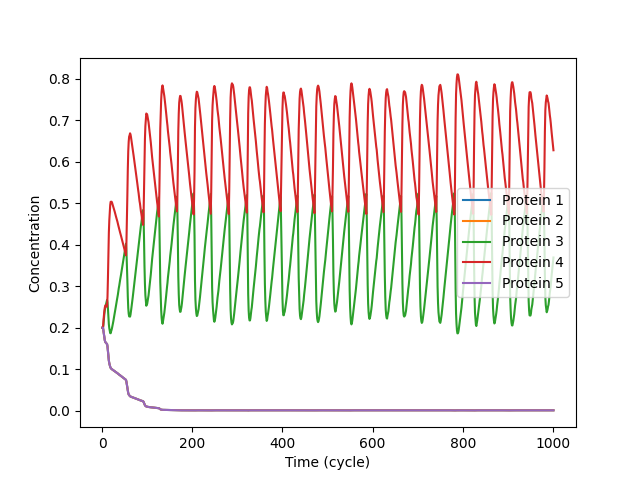 0.8
0.7
0.6
0.5
0.4
0.3
0.2
0.1
0.0
Concentration
Protein 1
Protein 2
Protein 3
Protein 4
Protein 5
0 200 400 600 800 1000
Time (cycle)